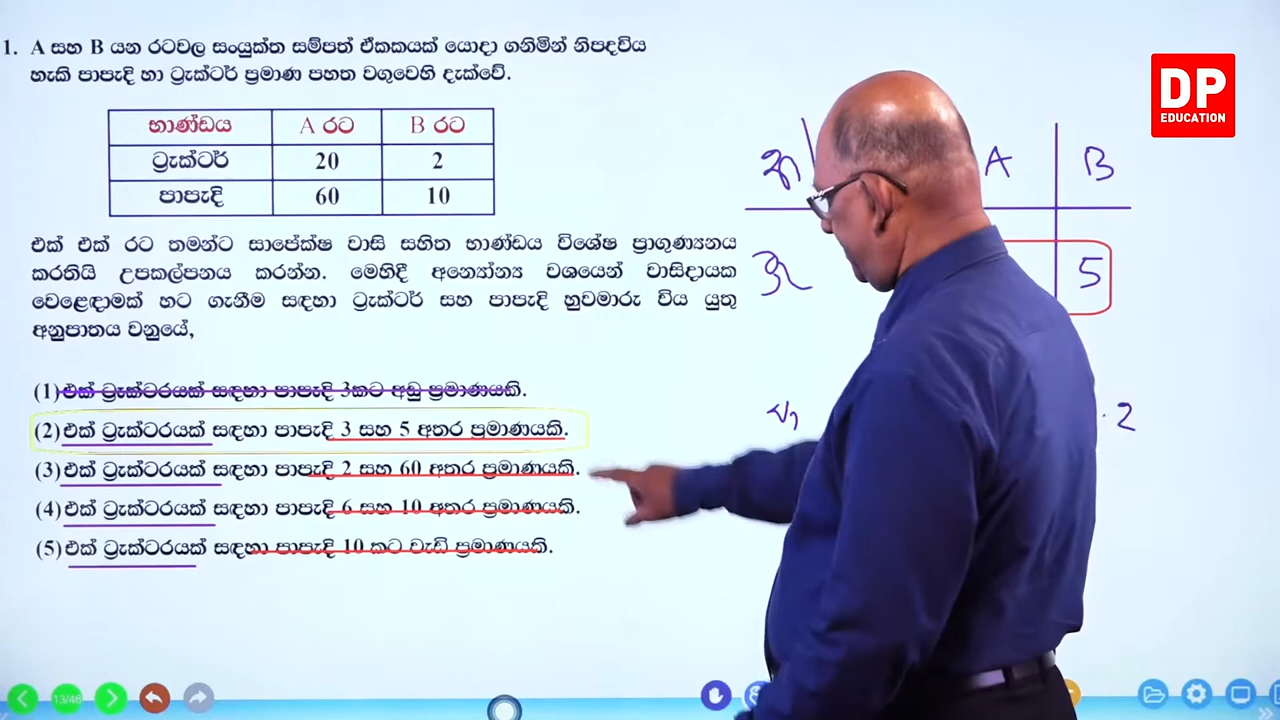 1. A සහ B යන රටවල සංයුක්ත සම්පත් ඒකකයක් යොදා ගනිමින් නිපදවිය
හැකි පාපැදි හා ට්‍රැක්ටර් ප්‍රමාණ පහත වගුවෙහි දැක්වේ.
DP
EDUCATION
භාණ්ඩය A රට B රට
ට්‍රැක්ටර් 20 2
පාපැදි 60 10
A B
5
එක් එක් රට තමන්ට සාපේක්ෂ වාසි සහිත භාණ්ඩය විශේෂ ප්‍රාගුණ්‍යනය
කරතියි උපකල්පනය කරන්න. මෙහිදී අන්‍යෝන්‍ය වශයෙන් වාසිදායක
වෙළෙඳාමක් හට ගැනීම සඳහා ට්‍රැක්ටර් සහ පාපැදි හුවමාරු විය යුතු
අනුපාතය වනුයේ,
(1) එක් ට්‍රැක්ටරයක් සඳහා පාපැදි 3කට අඩු ප්‍රමාණයකි.
(2) එක් ට්‍රැක්ටරයක් සඳහා පාපැදි 3 සහ 5 අතර ප්‍රමාණයකි.
(3) එක් ට්‍රැක්ටරයක් සඳහා පාපැදි 2 සහ 60 අතර ප්‍රමාණයකි.
(4) එක් ට්‍රැක්ටරයක් සඳහා පාපැදි 6 සහ 10 අතර ප්‍රමාණයකි.
(5) එක් ට්‍රැක්ටරයක් සඳහා පාපැදි 10 කට වැඩි ප්‍රමාණයකි.
13/46